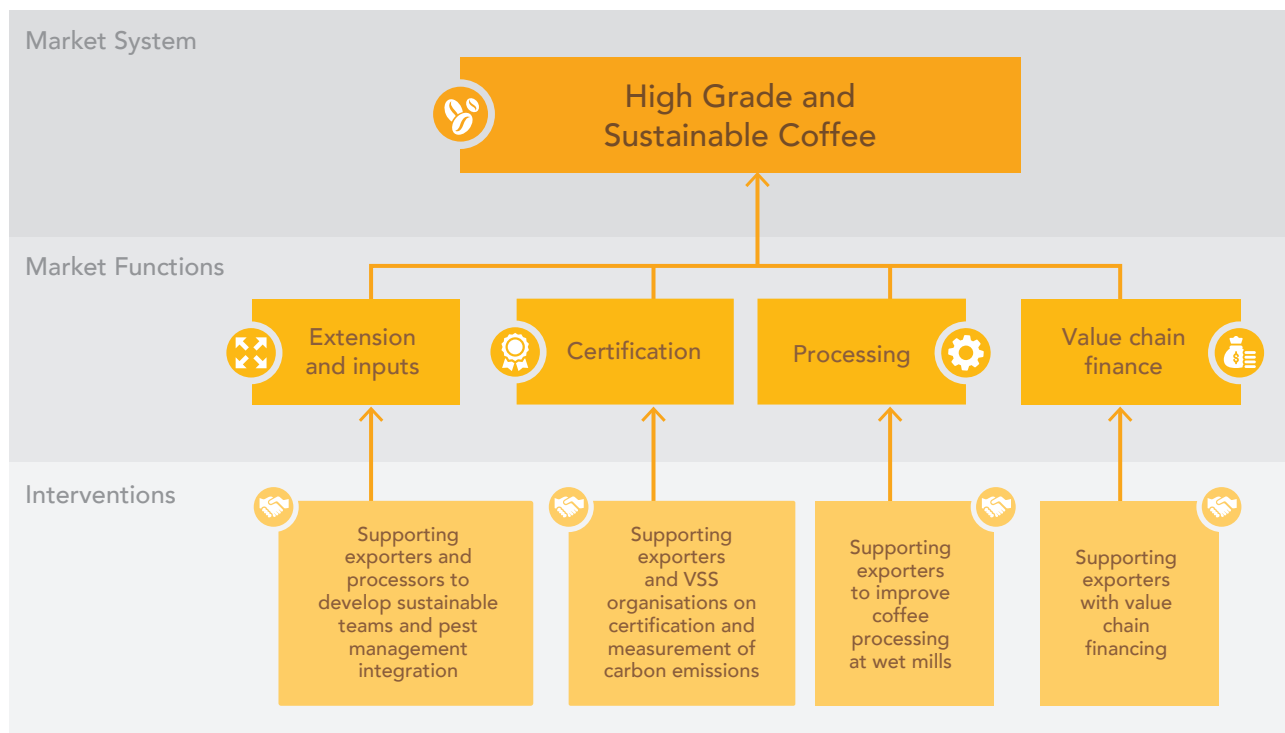 Market System
High Grade and
Sustainable Coffee
Market Functions
Extension
and inputs
Certification
Processing
Value chain
finance
Interventions
Supporting
exporters and
processors to
develop sustainable
teams and pest
management
integration
Supporting
exporters
and VSS
organisations on
certification and
measurement of
carbon emissions
Supporting
exporters
to improve
coffee
processing
at wet mills
Supporting
exporters
with value
chain
financing